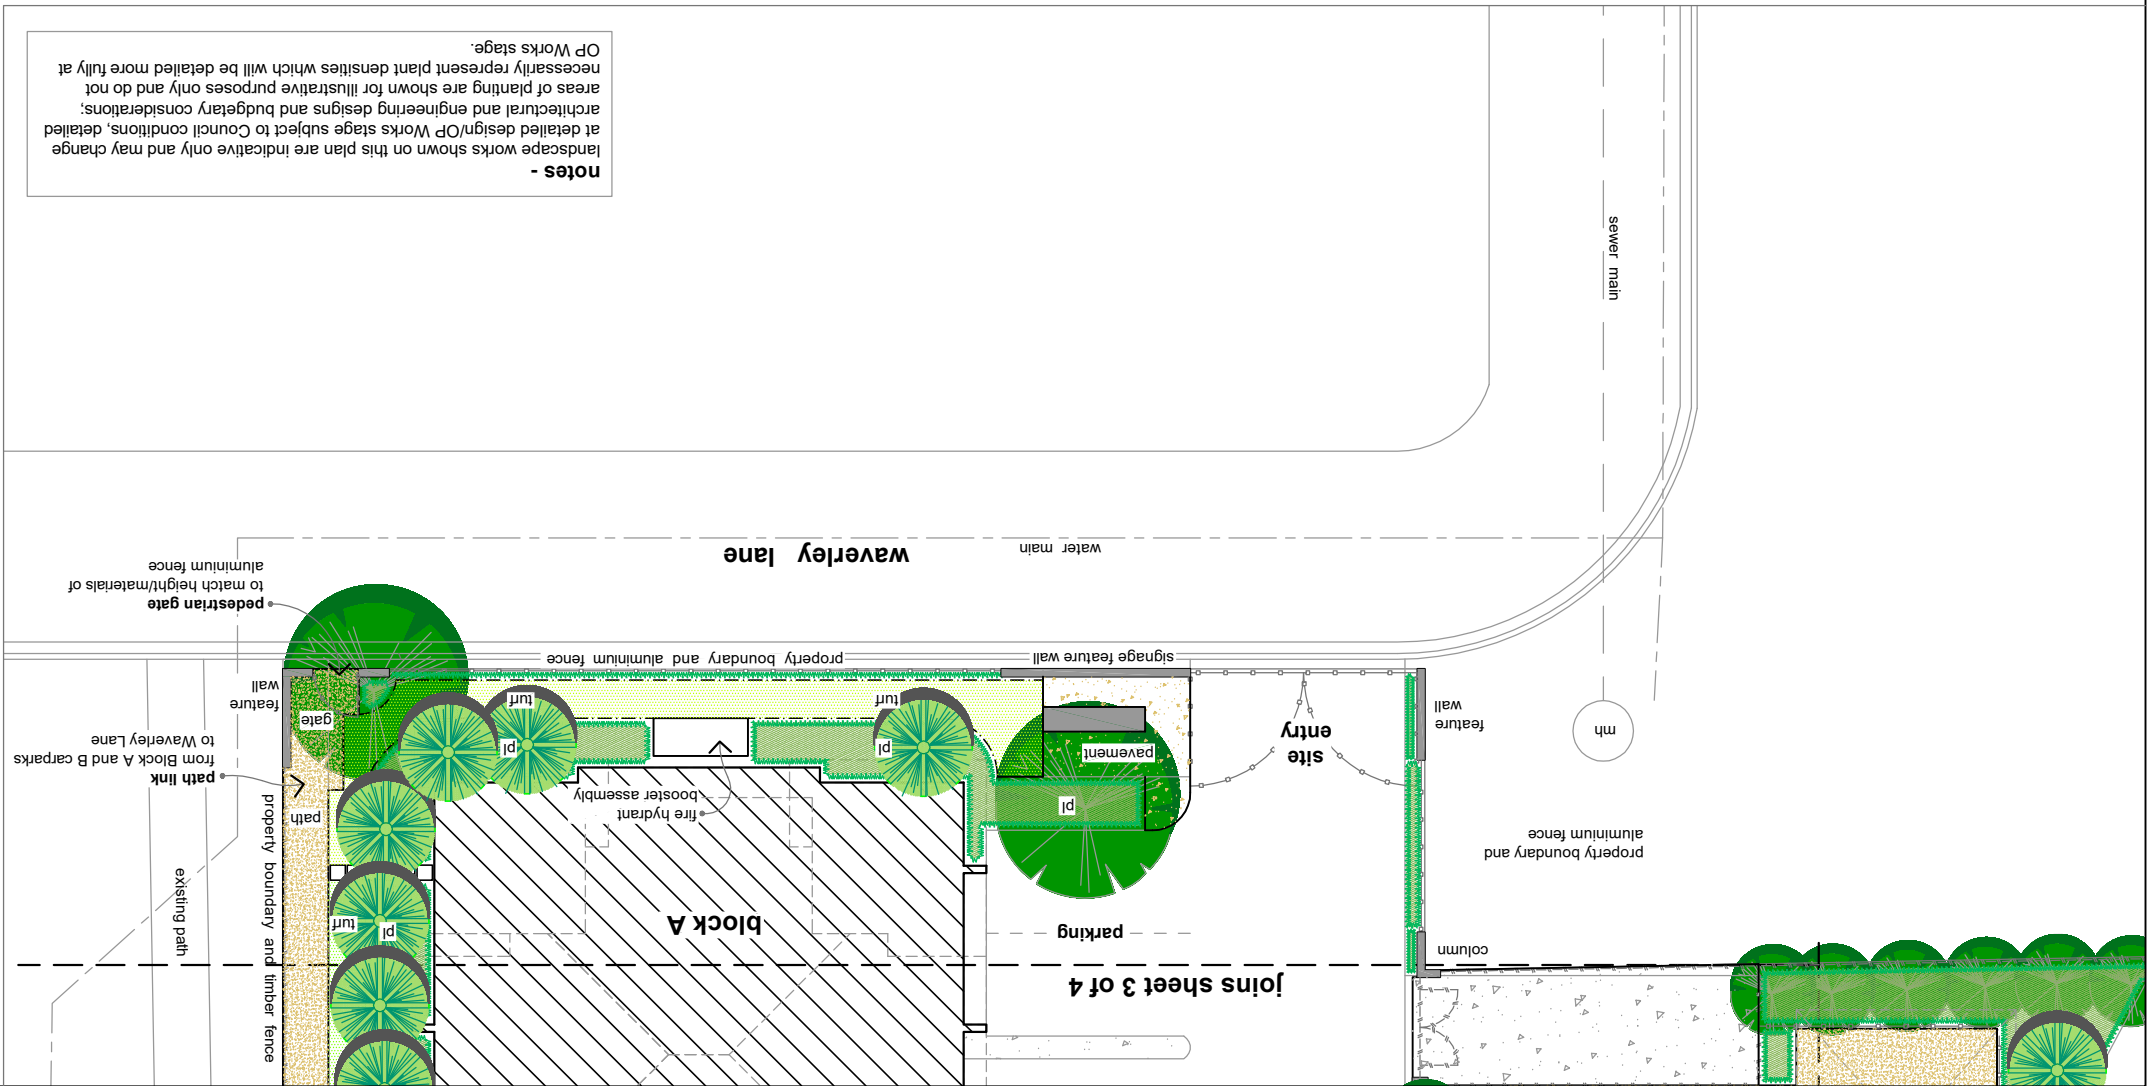 notes -
landscape works shown on this plan are indicative only and may change
at detailed design/OP Works stage subject to Council conditions, detailed
architectural and engineering designs and budgetary considerations;
areas of planting are shown for illustrative purposes only and do not
necessarily represent plant densities which will be detailed more fully at
OP Works stage.
sewer main
waverley lane
water main
pedestrian gate
to match height/materials of
aluminium fence
property boundary and aluminium fence
signage feature wall
feature
wall
gate
path link
from Block A and B carparks
to Waverley Lane
path
property boundary and timber fence
existing path
turf
pl
turf
pl
turf
pl
fire hydrant
booster assembly
block A
pavement
pl
site
entry
feature
wall
mh
property boundary and
aluminium fence
parking
column
joins sheet 3 of 4